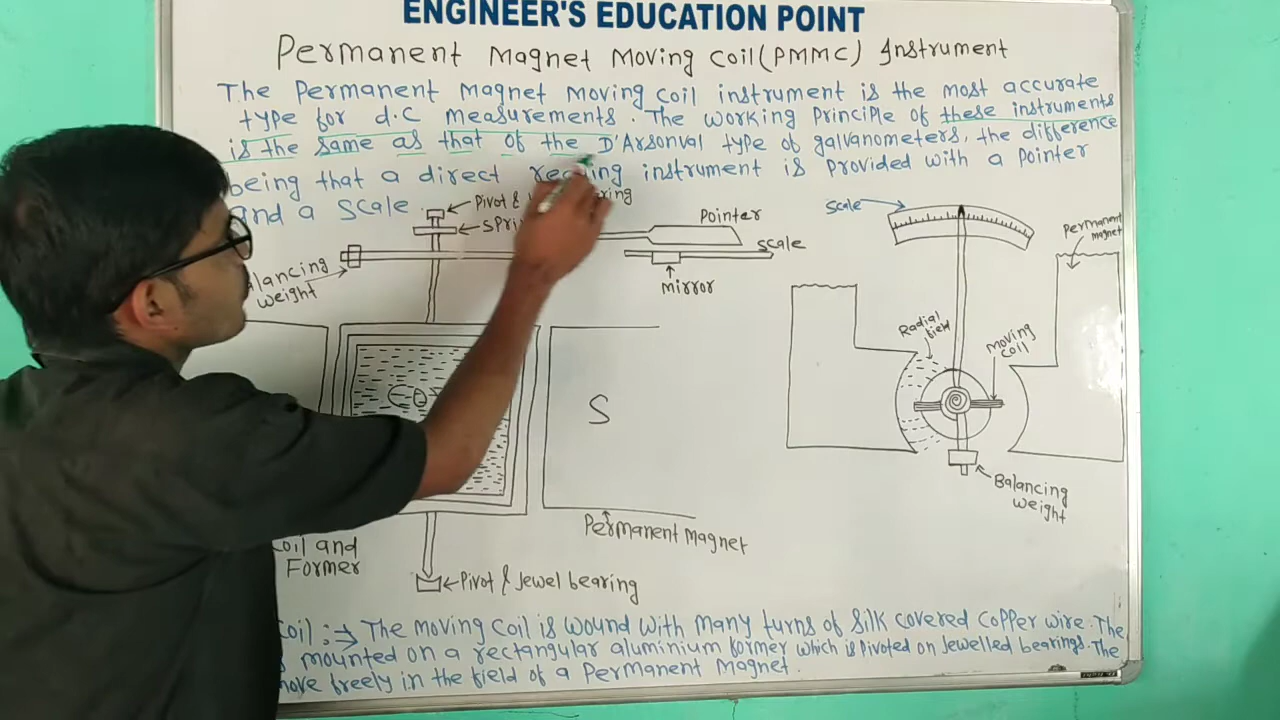 ENGINEER'S EDUCATION POINT
Permanent Magnet Moving Coil (PMMC) Instrument
The Permanent Magnet Moving coil instrument is the most accurate
type for d.c measurements. The working Principle of these instruments
is the same as that of the D'Arsonval type of galvanometers, the difference
being that a direct reading instrument is provided with a pointer
and a scale
Pivot &
Pointer
scale
Mirror
alancing
weight
S
Permanent Magnet
Coil and
Former
Pivot & Jewel bearing
Scale
Permanent
magnet
Radial
field
moving
coil
Balancing
weight
Coil :⇒ The moving coil is wound with many turns of silk covered copper wire. The
mounted on a rectangular aluminium former which is pivoted on Jewelled bearings. The
move freely in the field of a Permanent Magnet.